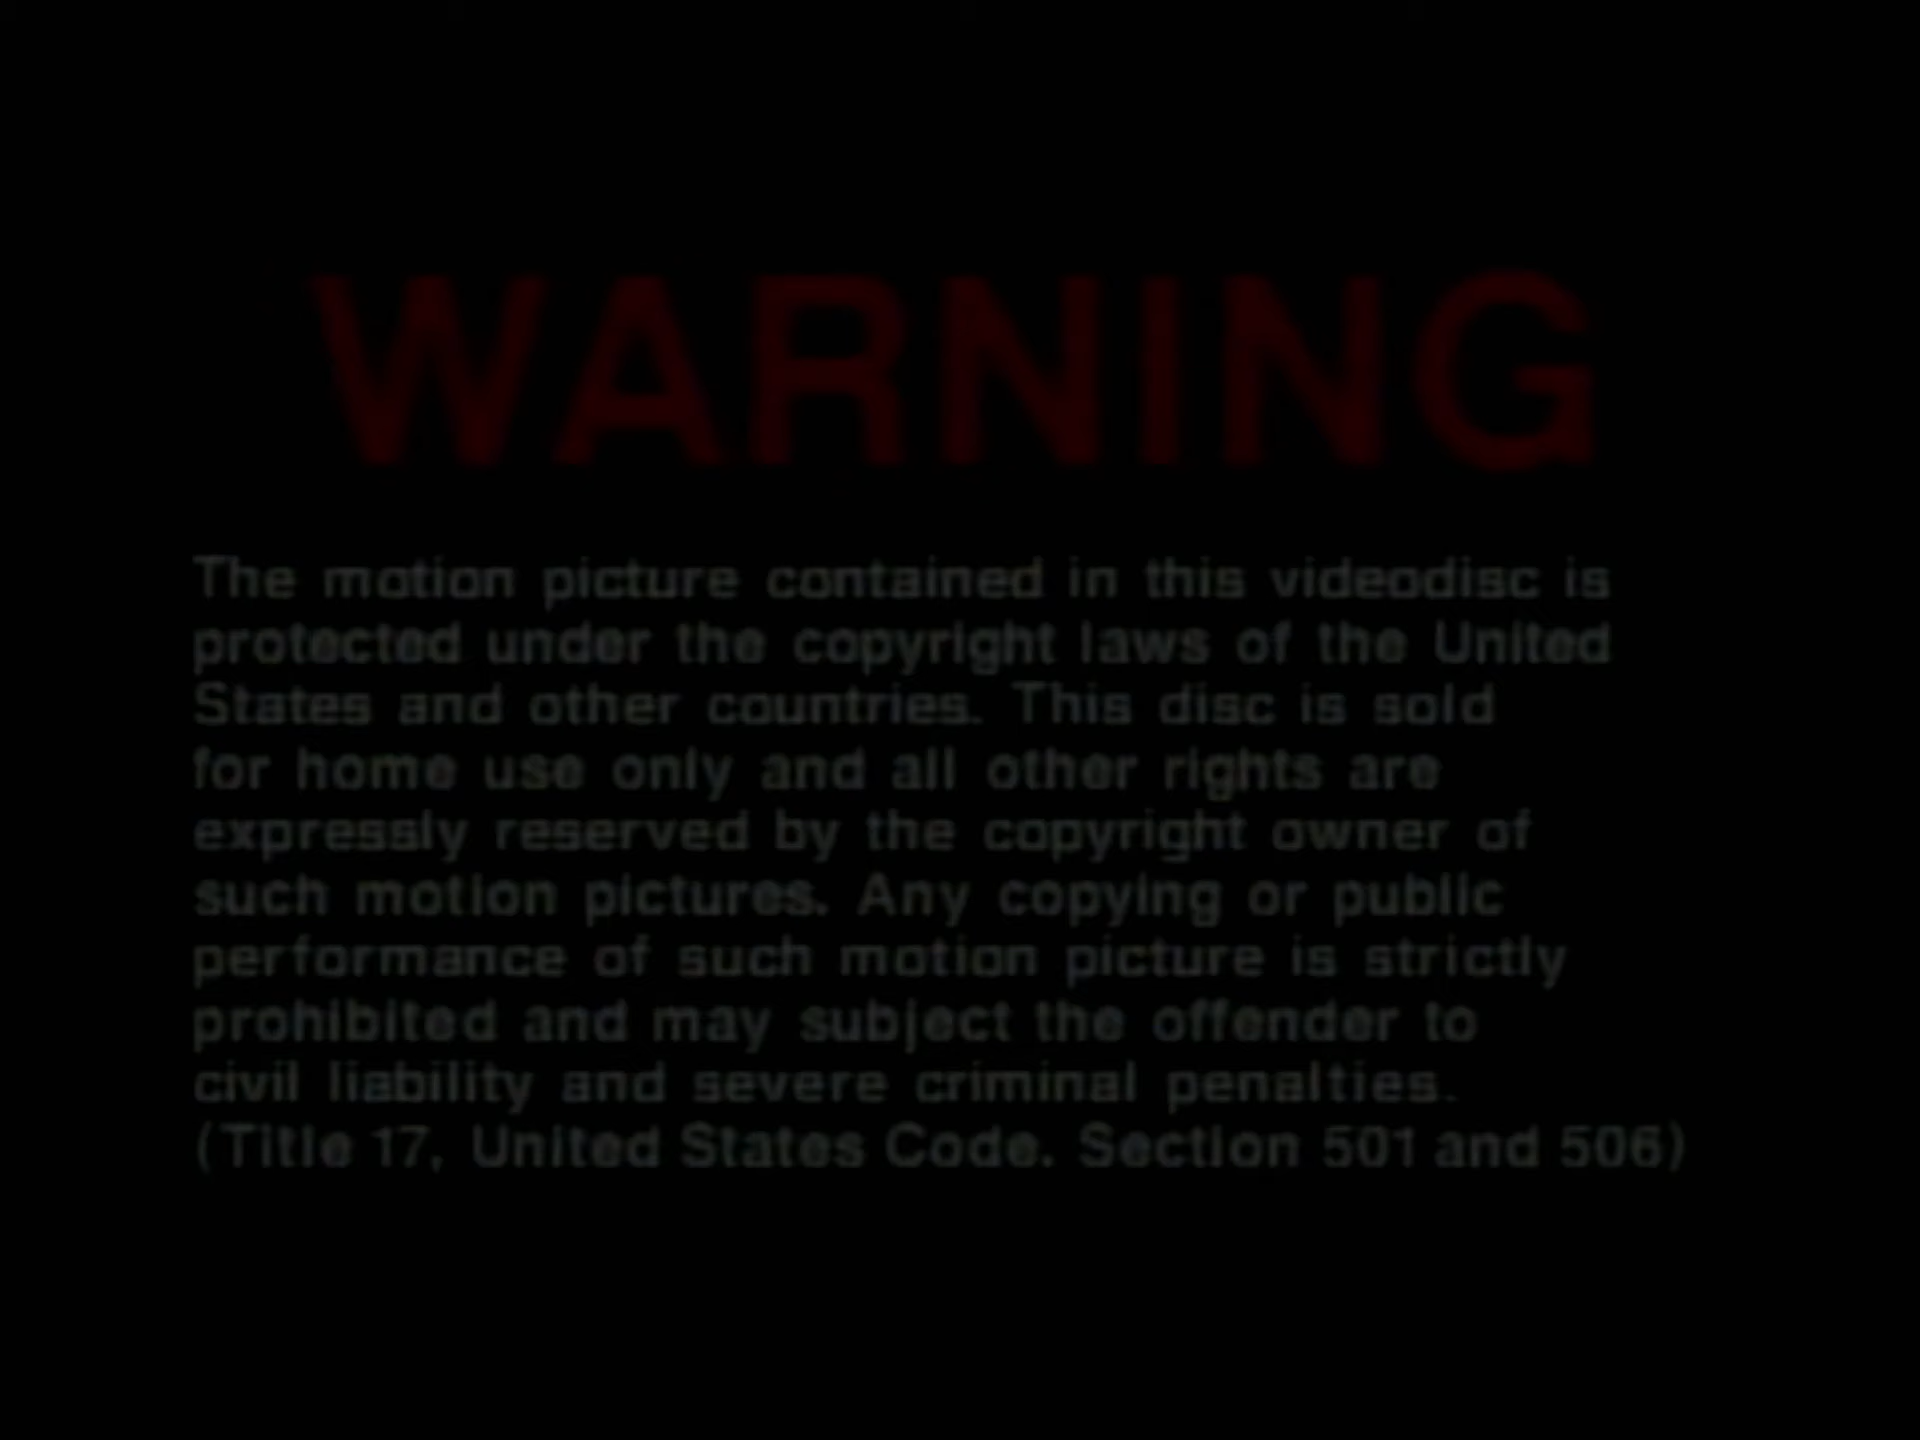 WARNING
The motion picture contained in this videodisc is
protected under the copyright laws of the United
States and other countries. This disc is sold
for home use only and all other rights are
expressly reserved by the copyright owner of
such motion pictures. Any copying or public
performance of such motion picture is strictly
prohibited and may subject the offender to
civil liability and severe criminal penalties.
(Title 17, United States Code. Section 501 and 506)